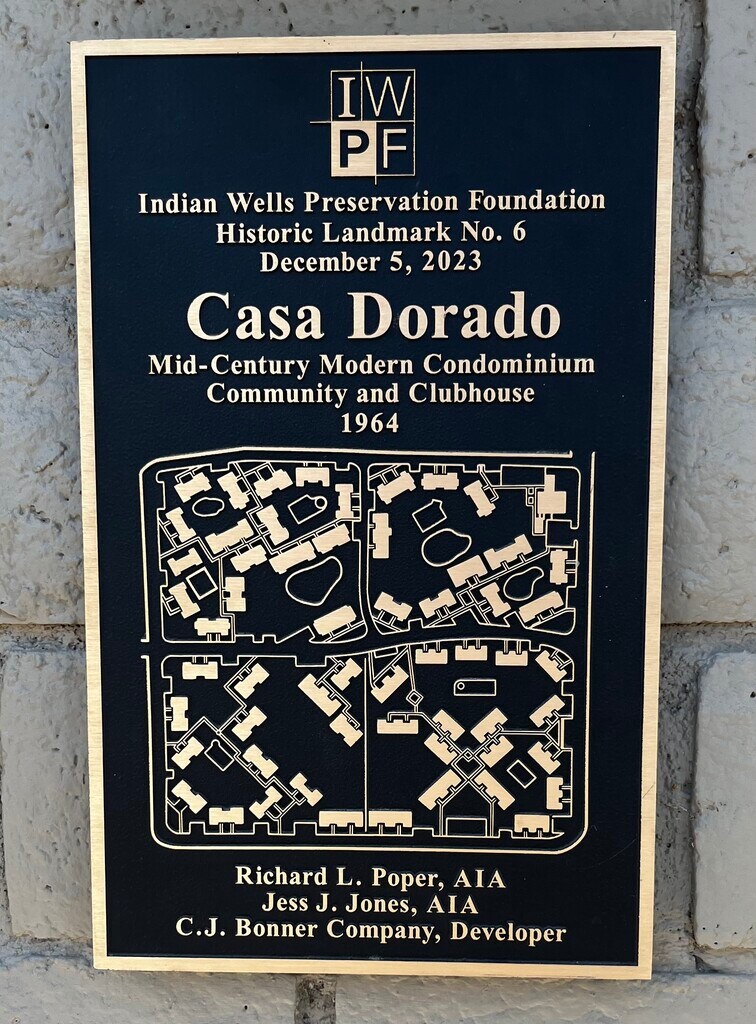 IW
PF
Indian Wells Preservation Foundation
Historic Landmark No. 6
December 5, 2023
Casa Dorado
Mid-Century Modern Condominium
Community and Clubhouse
1964
Richard L. Poper, AIA
Jess J. Jones, AIA
C.J. Bonner Company, Developer